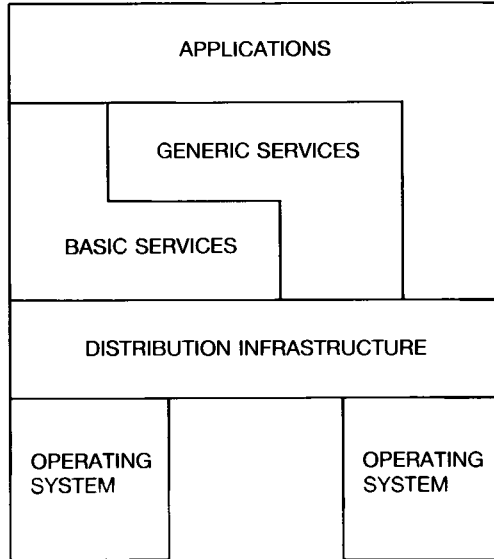 APPLICATIONS
GENERIC SERVICES
BASIC SERVICES
DISTRIBUTION INFRASTRUCTURE
OPERATING
SYSTEM
OPERATING
SYSTEM